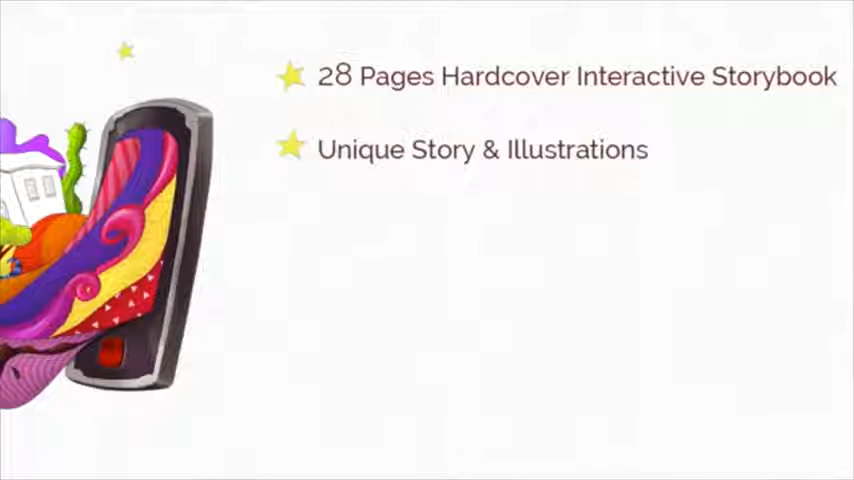 28 Pages Hardcover Interactive Storybook
Unique Story & Illustrations